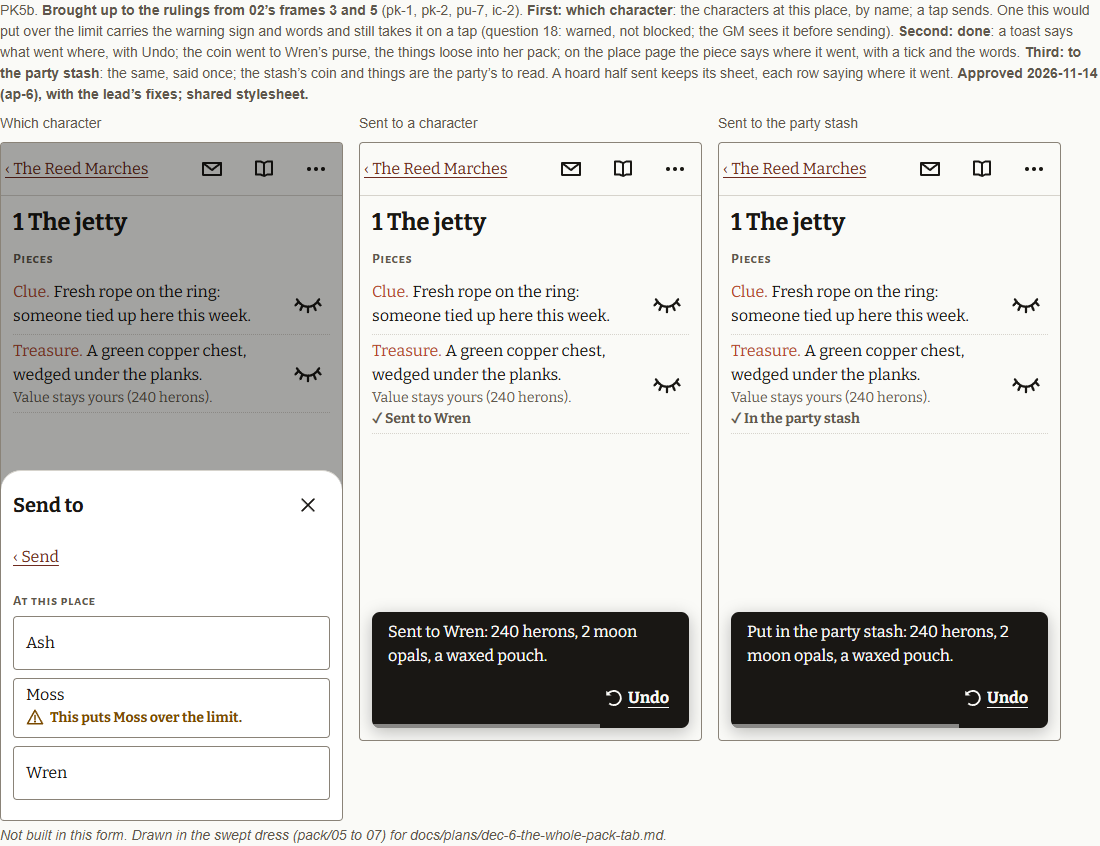 PK5b. Brought up to the rulings from 02’s frames 3 and 5 (pk-1, pk-2, pu-7, ic-2). First: which character: the characters at this place, by name; a tap sends. One this would
put over the limit carries the warning sign and words and still takes it on a tap (question 18: warned, not blocked; the GM sees it before sending). Second: done: a toast says
what went where, with Undo; the coin went to Wren’s purse, the things loose into her pack; on the place page the piece says where it went, with a tick and the words. Third: to
the party stash: the same, said once; the stash’s coin and things are the party’s to read. A hoard half sent keeps its sheet, each row saying where it went. Approved 2026-11-14
(ap-6), with the lead’s fixes; shared stylesheet.
Which character
‹ The Reed Marches
1 The jetty
Pieces
Clue. Fresh rope on the ring:
someone tied up here this week.
Treasure. A green copper chest,
wedged under the planks.
Value stays yours (240 herons).
Send to
‹ Send
At this place
Ash
Moss
This puts Moss over the limit.
Wren
Sent to a character
‹ The Reed Marches
1 The jetty
Pieces
Clue. Fresh rope on the ring:
someone tied up here this week.
Treasure. A green copper chest,
wedged under the planks.
Value stays yours (240 herons).
✓ Sent to Wren
Sent to Wren: 240 herons, 2 moon
opals, a waxed pouch.
Undo
Sent to the party stash
‹ The Reed Marches
1 The jetty
Pieces
Clue. Fresh rope on the ring:
someone tied up here this week.
Treasure. A green copper chest,
wedged under the planks.
Value stays yours (240 herons).
✓ In the party stash
Put in the party stash: 240 herons, 2
moon opals, a waxed pouch.
Undo
Not built in this form. Drawn in the swept dress (pack/05 to 07) for docs/plans/dec-6-the-whole-pack-tab.md.